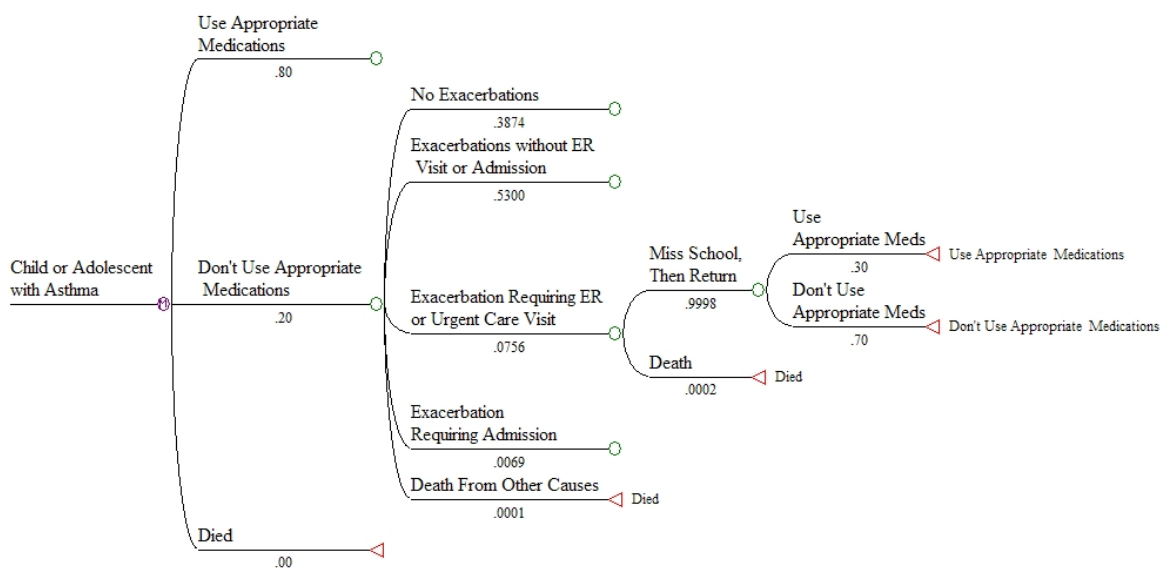 Use Appropriate
Medications
.80
No Exacerbations
.3874
Exacerbations without ER
Visit or Admission
.5300
Use
Appropriate Meds
Use Appropriate Medications
.30
Miss School,
Then Return
.9998
Don't Use
Appropriate Meds
Don't Use Appropriate Medications
.70
Child or Adolescent
with Asthma
M
Don't Use Appropriate
Medications
.20
Exacerbation Requiring ER
or Urgent Care Visit
.0756
Death
Died
.0002
Exacerbation
Requiring Admission
.0069
Death From Other Causes
Died
.0001
Died
.00